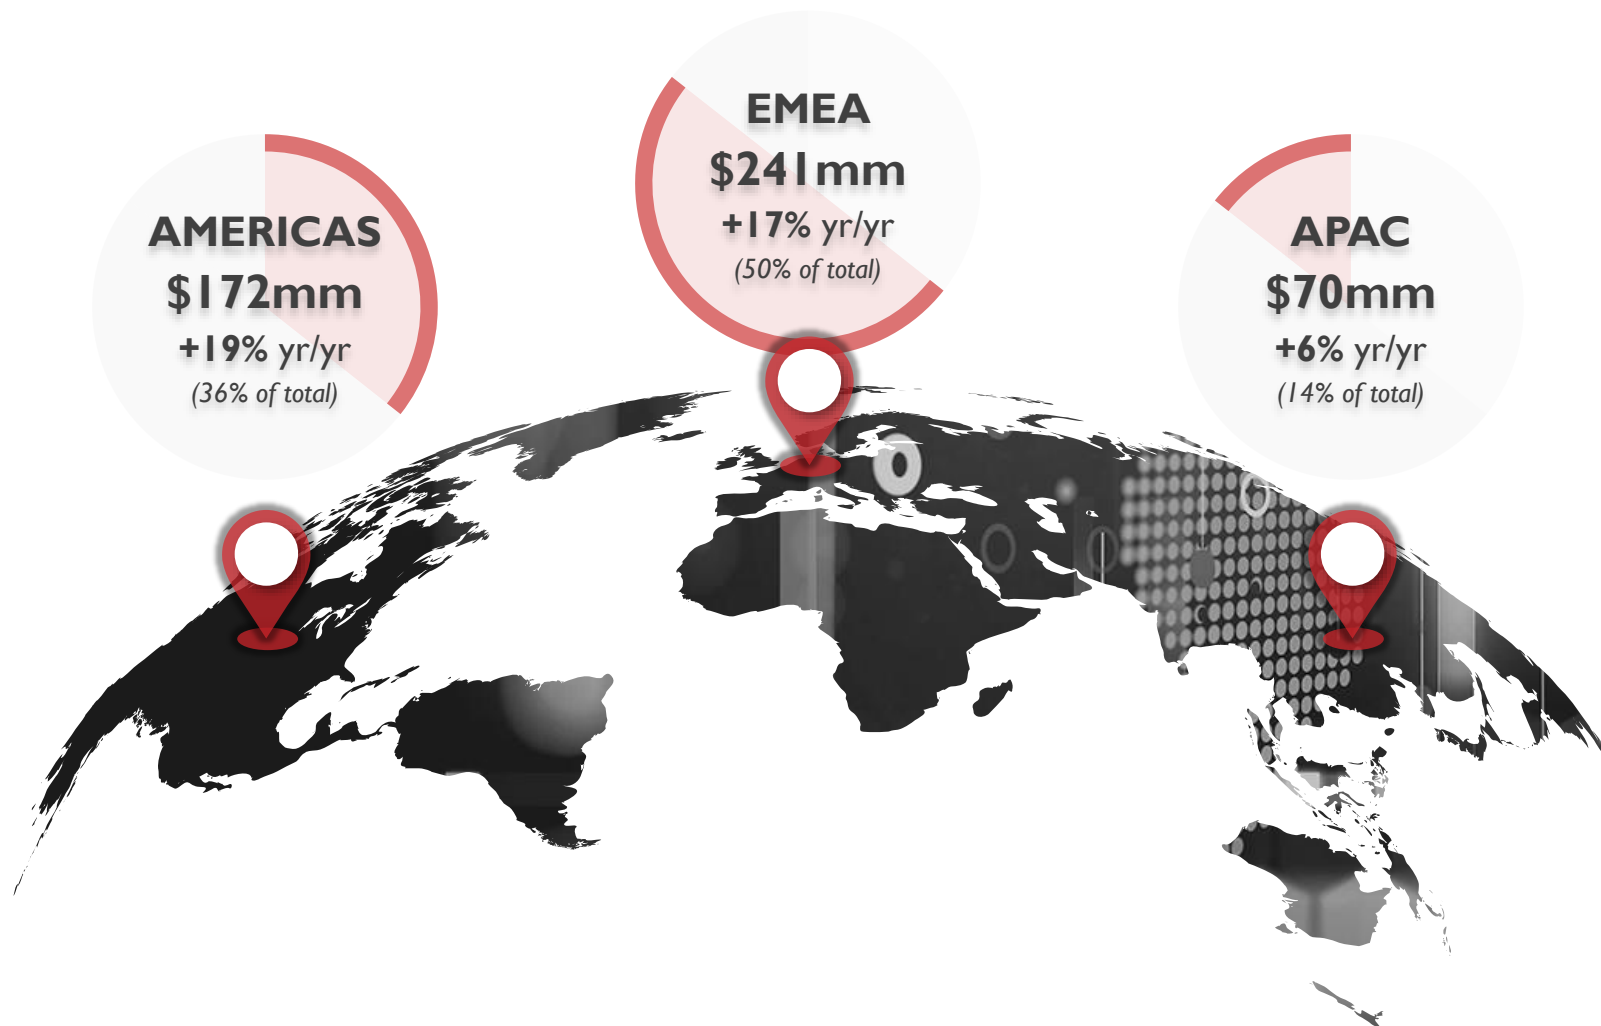 AMERICAS
$172mm
+19% yr/yr
(36% of total)
EMEA
$241mm
+17% yr/yr
(50% of total)
APAC
$70mm
+6% yr/yr
(14% of total)